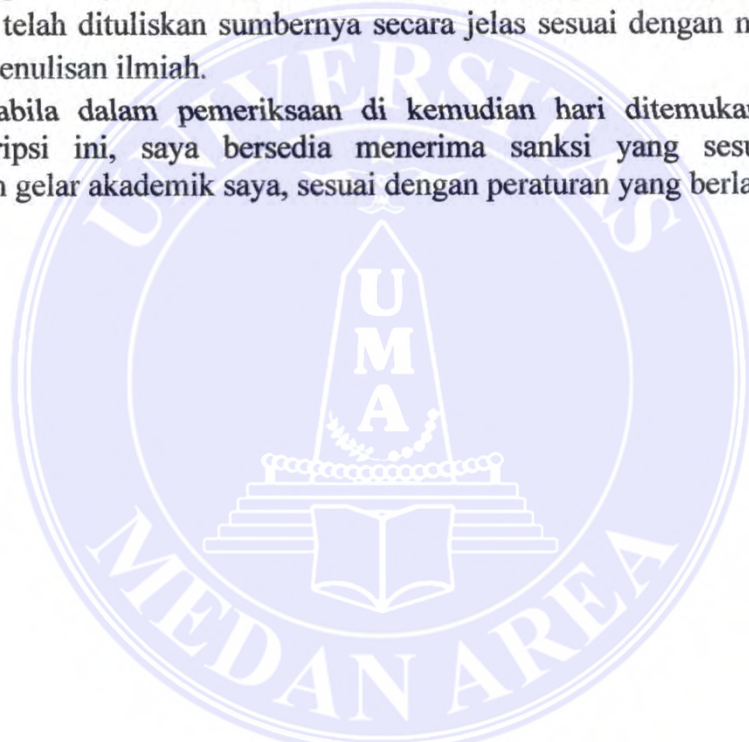 telah dituliskan sumbernya secara jelas sesuai dengan
enulisan ilmiah.
abila dalam pemeriksaan di kemudian hari ditemukan
ripsi ini, saya bersedia menerima sanksi yang sesu
gelar akademik saya, sesuai dengan peraturan yang berla
UNIVERSITAS
U
M
A
MEDAN AREA